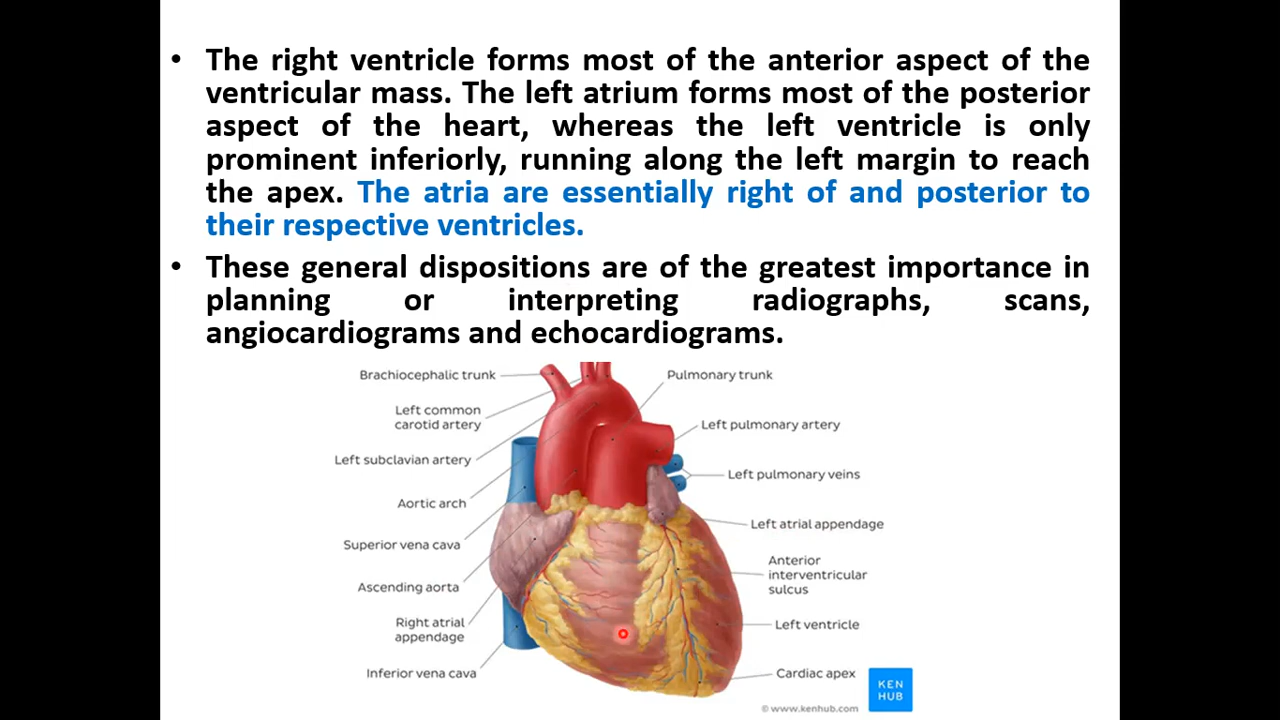 • The right ventricle forms most of the anterior aspect of the
ventricular mass. The left atrium forms most of the posterior
aspect of the heart, whereas the left ventricle is only
prominent inferiorly, running along the left margin to reach
the apex. The atria are essentially right of and posterior to
their respective ventricles.
• These general dispositions are of the greatest importance in
planning or interpreting radiographs, scans,
angiocardiograms and echocardiograms.
Brachiocephalic trunk
Left common
carotid artery
Left subclavian artery
Aortic arch
Superior vena cava
Ascending aorta
Right atrial
appendage
Inferior vena cava
Pulmonary trunk
Left pulmonary artery
Left pulmonary veins
Left atrial appendage
Anterior
interventricular
sulcus
Left ventricle
Cardiac apex
KEN
HUB
© www.kenhub.com